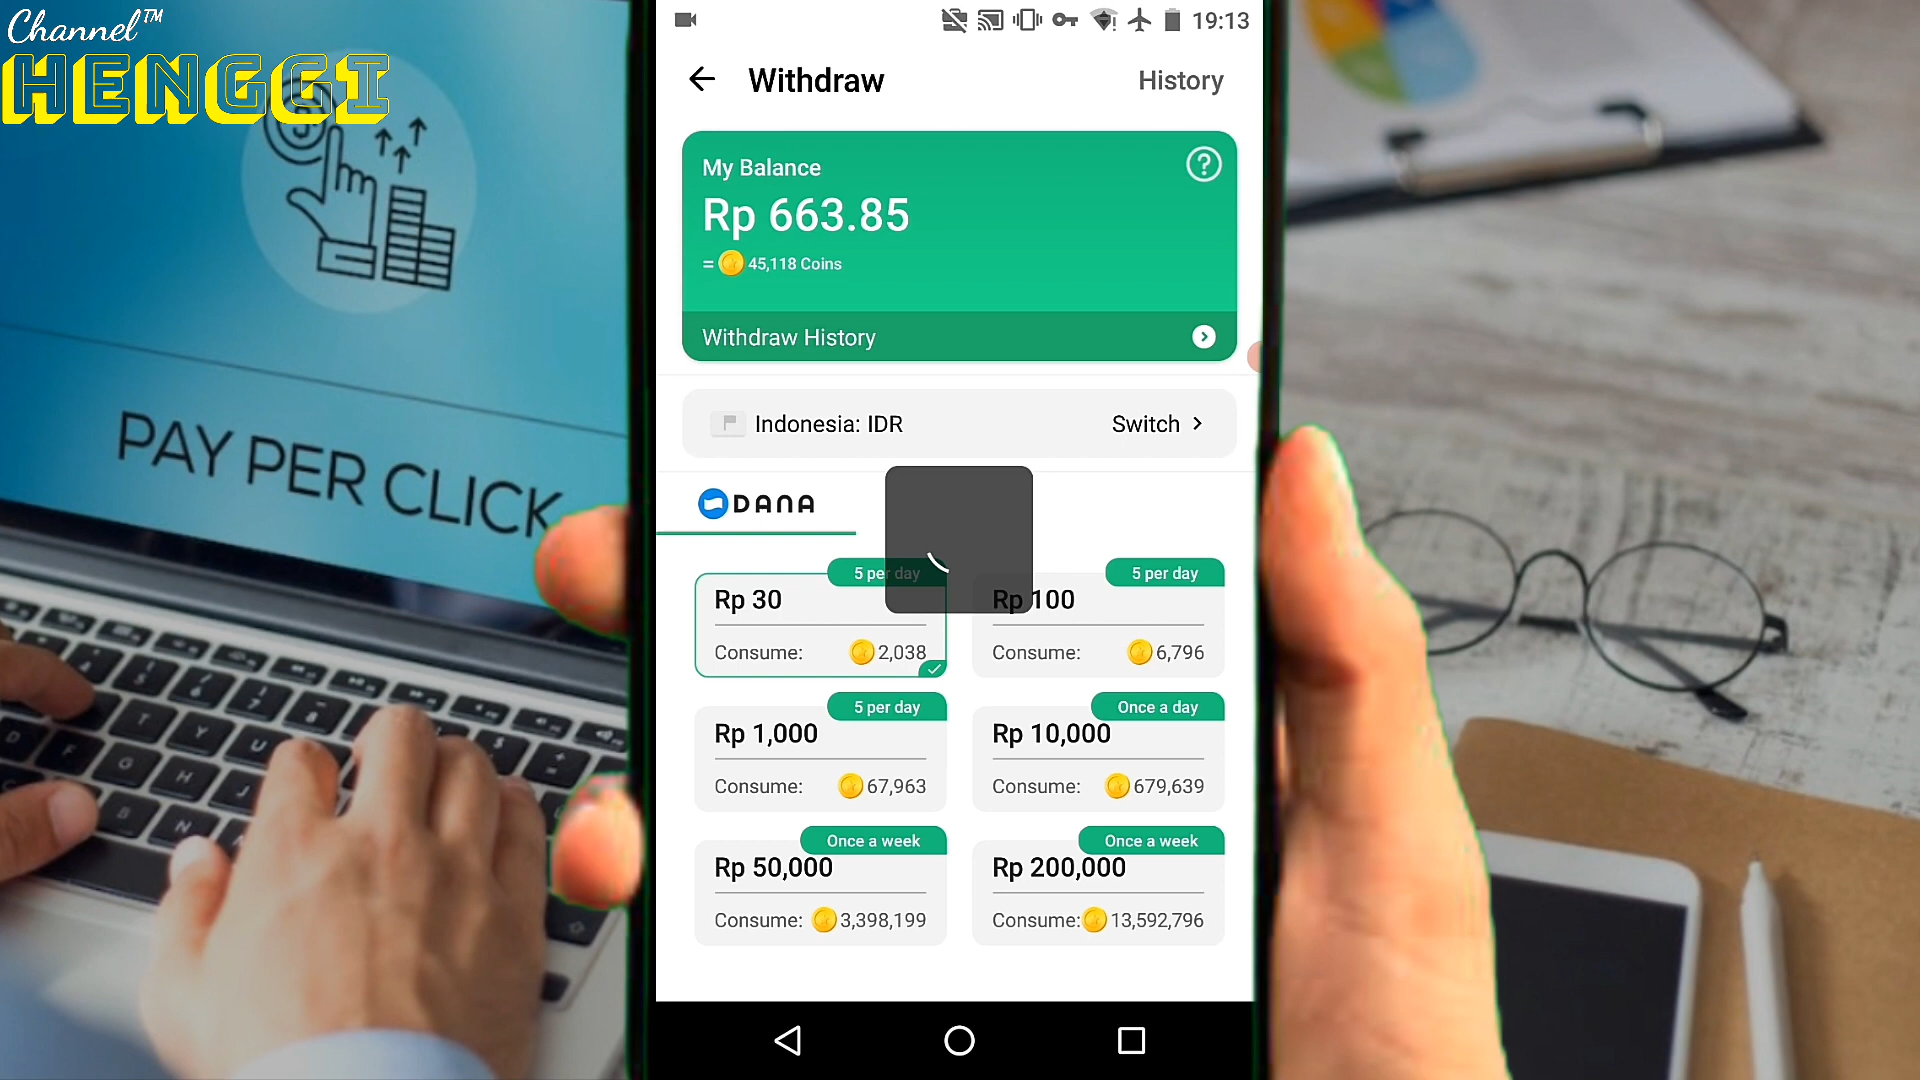 Channel™
HENGGI
PAY PER CLICK
19:13
Withdraw
History
My Balance
Rp 663.85
= 45,118 Coins
Withdraw History
Indonesia: IDR
Switch
DANA
5 per day
Rp 30
Consume: 2,038
5 per day
Rp 100
Consume: 6,796
5 per day
Rp 1,000
Consume: 67,963
Once a day
Rp 10,000
Consume: 679,639
Once a week
Rp 50,000
Consume: 3,398,199
Once a week
Rp 200,000
Consume: 13,592,796